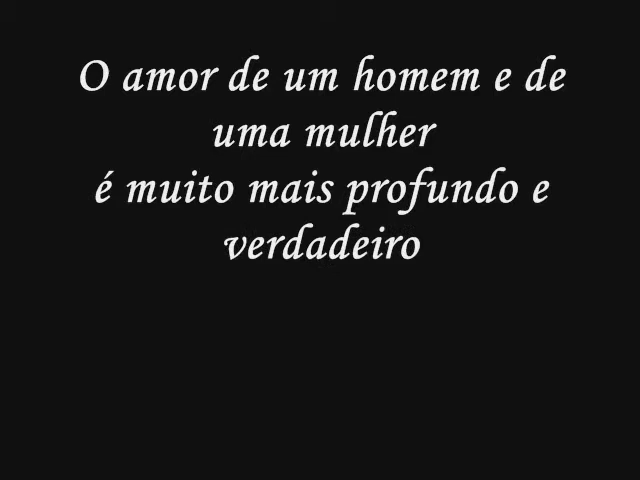 O amor de um homem e de
uma mulher
é muito mais profundo e
verdadeiro